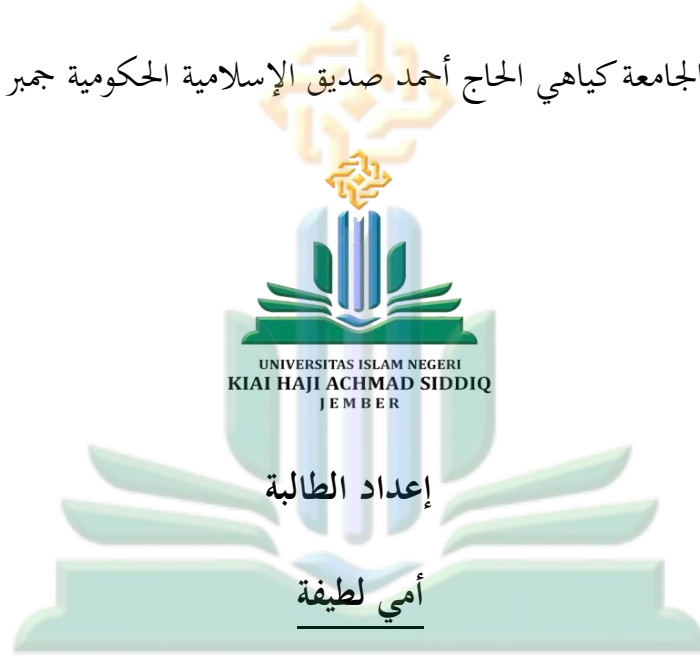 الجامعة كياهي الحاج أحمد صديق الإسلامية الحكومية جمبر
UNIVERSITAS ISLAM NEGERI
KIAI HAJI ACHMAD SIDDIQ
JEMBER
إعداد الطالبة
أمي لطيفة